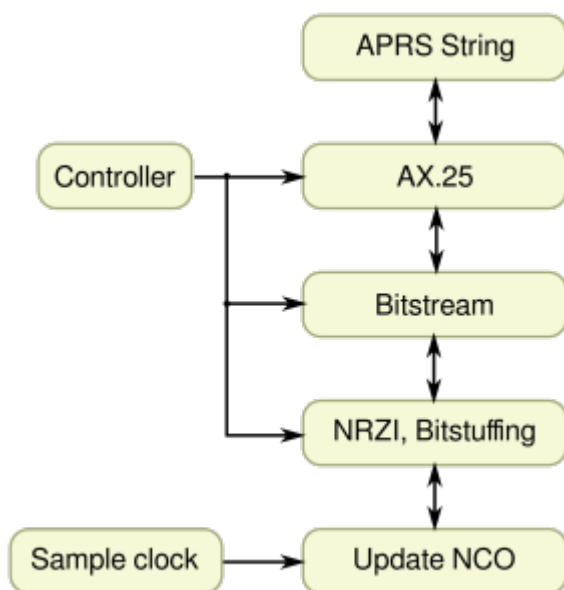 APRS String
Controller
AX.25
Bitstream
NRZI, Bitstuffing
Sample clock
Update NCO